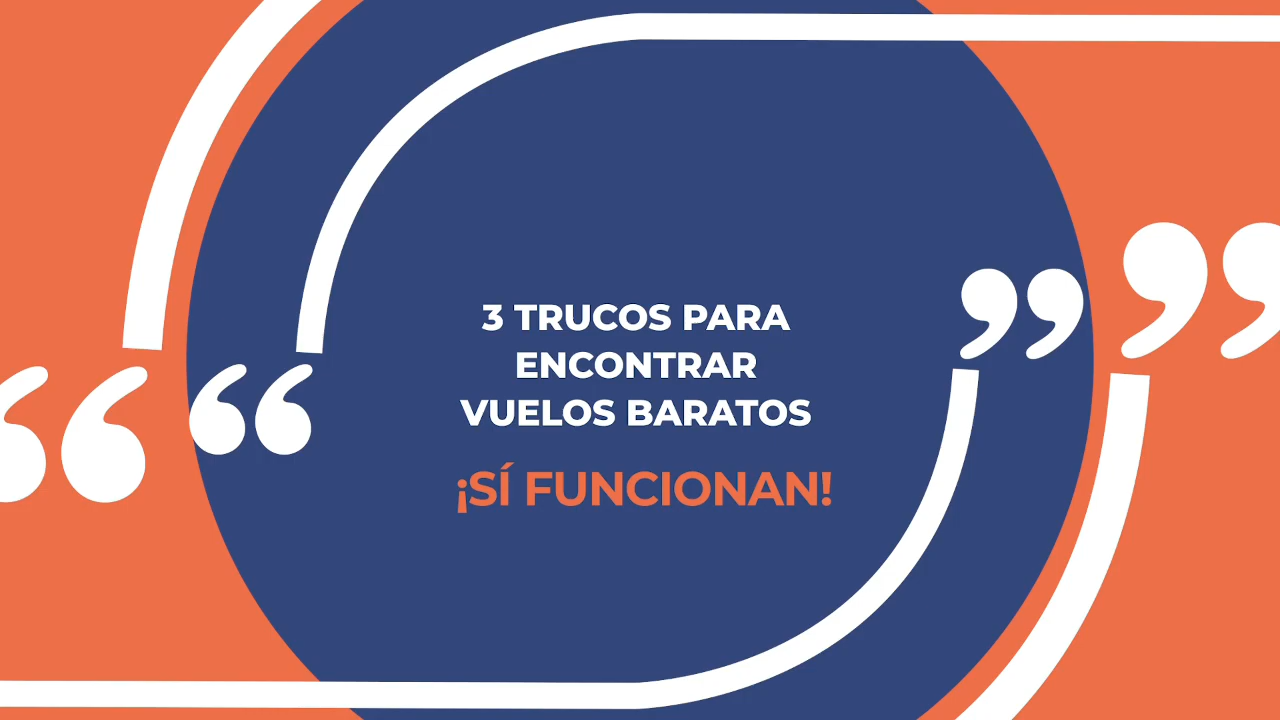 3 TRUCOS PARA
ENCONTRAR
VUELOS BARATOS
¡SÍ FUNCIONAN!